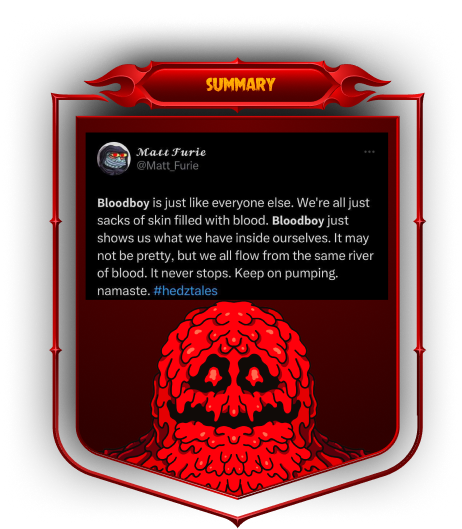 SUMMARY
Matt Furie
@Matt_Furie
Bloodboy is just like everyone else. We're all just
sacks of skin filled with blood. Bloodboy just
shows us what we have inside ourselves. It may
not be pretty, but we all flow from the same river
of blood. It never stops. Keep on pumping.
namaste. #hedztales